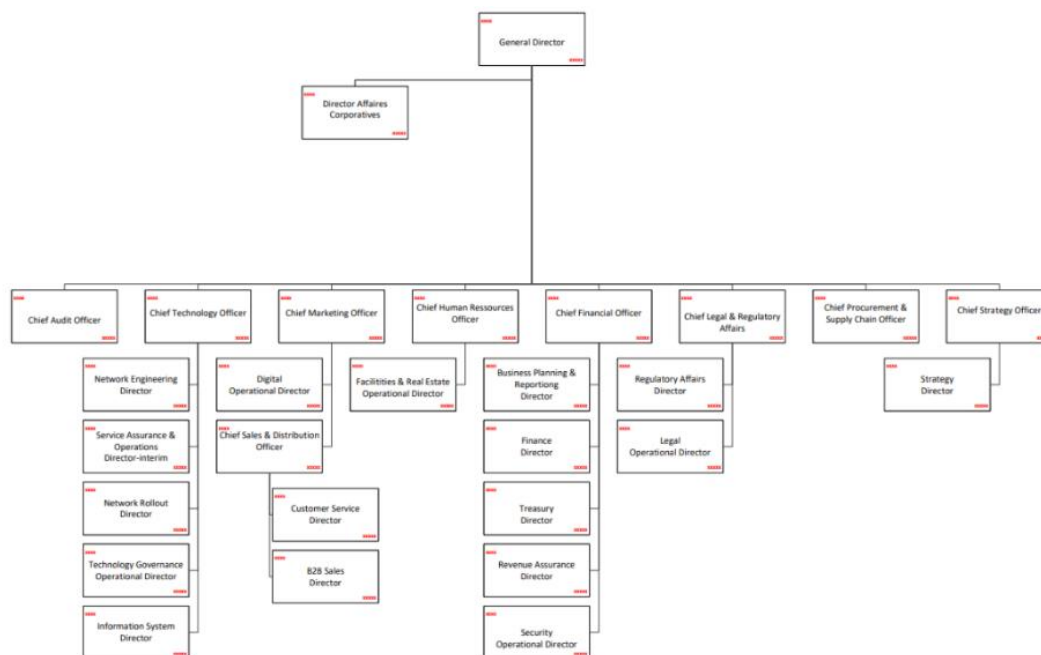 General Director
Director Affaires
Corporatives
Chief Audit Officer
Chief Technology Officer
Chief Marketing Officer
Chief Human Ressources
Officer
Chief Financial Officer
Chief Legal & Regulatory
Affairs
Chief Procurement &
Supply Chain Officer
Chief Strategy Officer
Network Engineering
Director
Service Assurance &
Operations
Director-interim
Network Rollout
Director
Technology Governance
Operational Director
Information System
Director
Digital
Operational Director
Chief Sales & Distribution
Officer
Customer Service
Director
B2B Sales
Director
Facilitities & Real Estate
Operational Director
Business Planning &
Reportiong
Director
Finance
Director
Treasury
Director
Revenue Assurance
Director
Security
Operational Director
Regulatory Affairs
Director
Legal
Operational Director
Strategy
Director